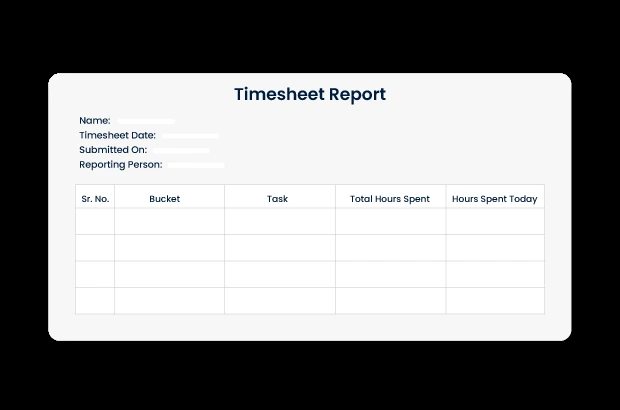 Timesheet Report
Name:
Timesheet Date:
Submitted On:
Reporting Person:
Sr. No. Bucket Task Total Hours Spent Hours Spent Today